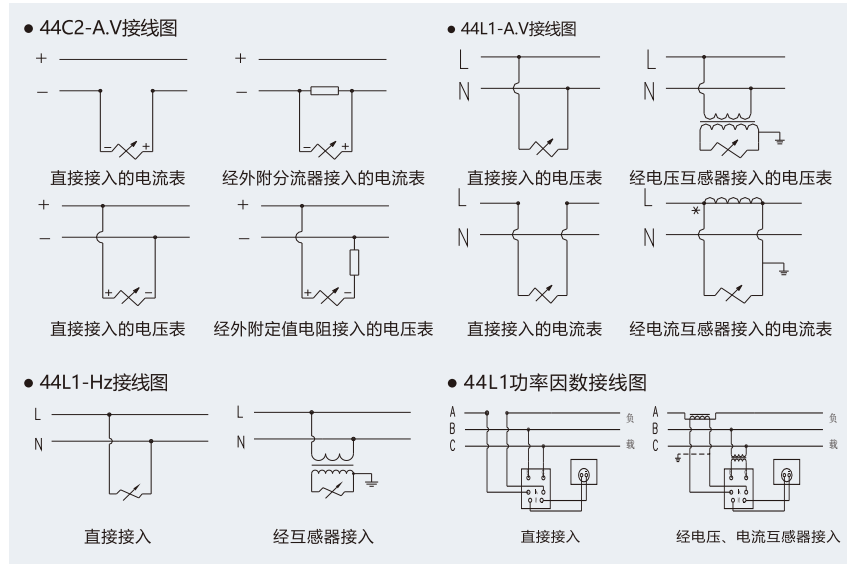 ● 44C2-A.V接线图
+
−
− +
直接接入的电流表
+
−
− +
经外附分流器接入的电流表
+
−
+ −
直接接入的电压表
+
−
+ −
经外附定值电阻接入的电压表
● 44L1-A.V接线图
L
N
直接接入的电压表
L
N
经电压互感器接入的电压表
L
N
直接接入的电流表
L
*
N
经电流互感器接入的电流表
● 44L1-Hz接线图
L
N
直接接入
L
N
经互感器接入
● 44L1功率因数接线图
A
B
C
负
载
直接接入
A
B
C
负
载
经电压、电流互感器接入